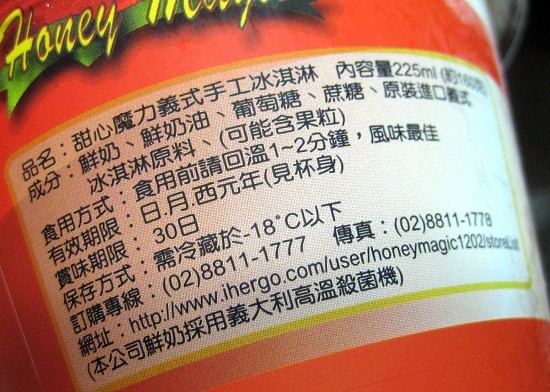 Honey Magic
品名：甜心魔力義式手工冰淇淋 內容量225ml (約160克)
成分：鮮奶、鮮奶油、葡萄糖、蔗糖、原裝進口義式
冰淇淋原料、(可能含果粒)
食用方式：食用前請回溫1~2分鐘，風味最佳
有效期限：日.月.西元年(見杯身)
賞味期限：30日
保存方式：需冷藏於-18°C以下
訂購專線：(02)8811-1777 傳真：(02)8811-1778
網址：http://www.ihergo.com/user/honeymagic1202/storeList
(本公司鮮奶採用義大利高溫殺菌機)